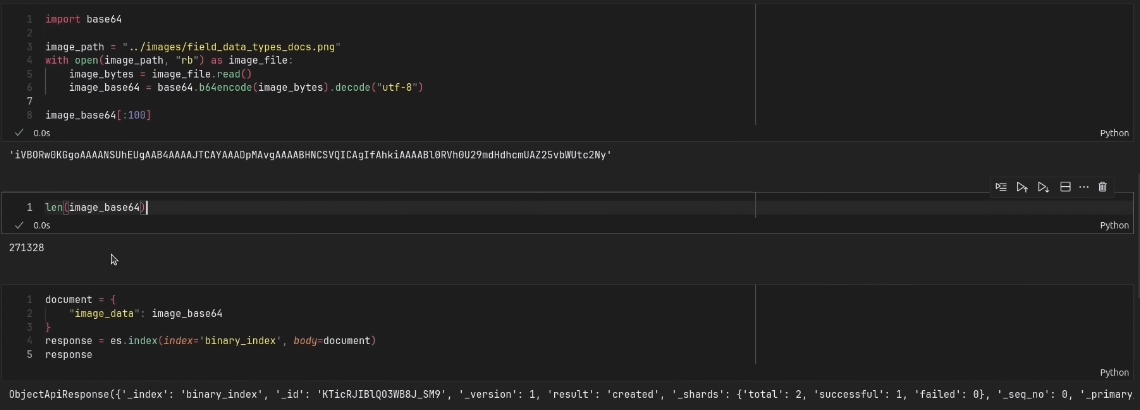 1 import base64
2
3 image_path = "../images/field_data_types_docs.png"
4 with open(image_path, "rb") as image_file:
5     image_bytes = image_file.read()
6     image_base64 = base64.b64encode(image_bytes).decode("utf-8")
7
8 image_base64[:100]
0.0s
Python
'iVBORw0KGgoAAAANSUhEUgAAB4AAAAJTCAYAAADpMAvgAAAABHNCSVQICAgIfAhkiAAAABl0RVh0U29mdHdhcmUAZ25vbWUtc2Ny'
1 len(image_base64)
0.0s
Python
271328
1 document = {
2     "image_data": image_base64
3 }
4 response = es.index(index='binary_index', body=document)
5 response
Python
ObjectApiResponse({'_index': 'binary_index', '_id': 'KTicRJIBlQO3WB8J_SM9', '_version': 1, 'result': 'created', '_shards': {'total': 2, 'successful': 1, 'failed': 0}, '_seq_no': 0, '_primary